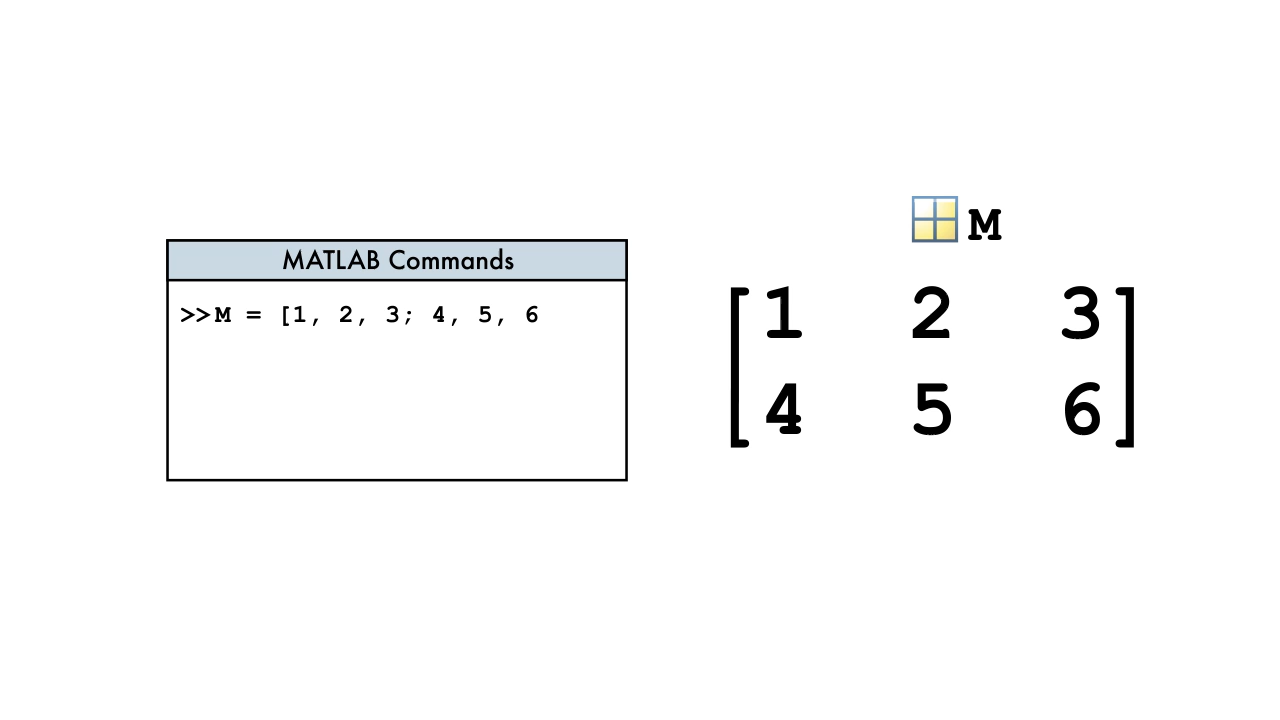 MATLAB Commands
>>M = [1, 2, 3; 4, 5, 6
M
[1 2 3
4 5 6]